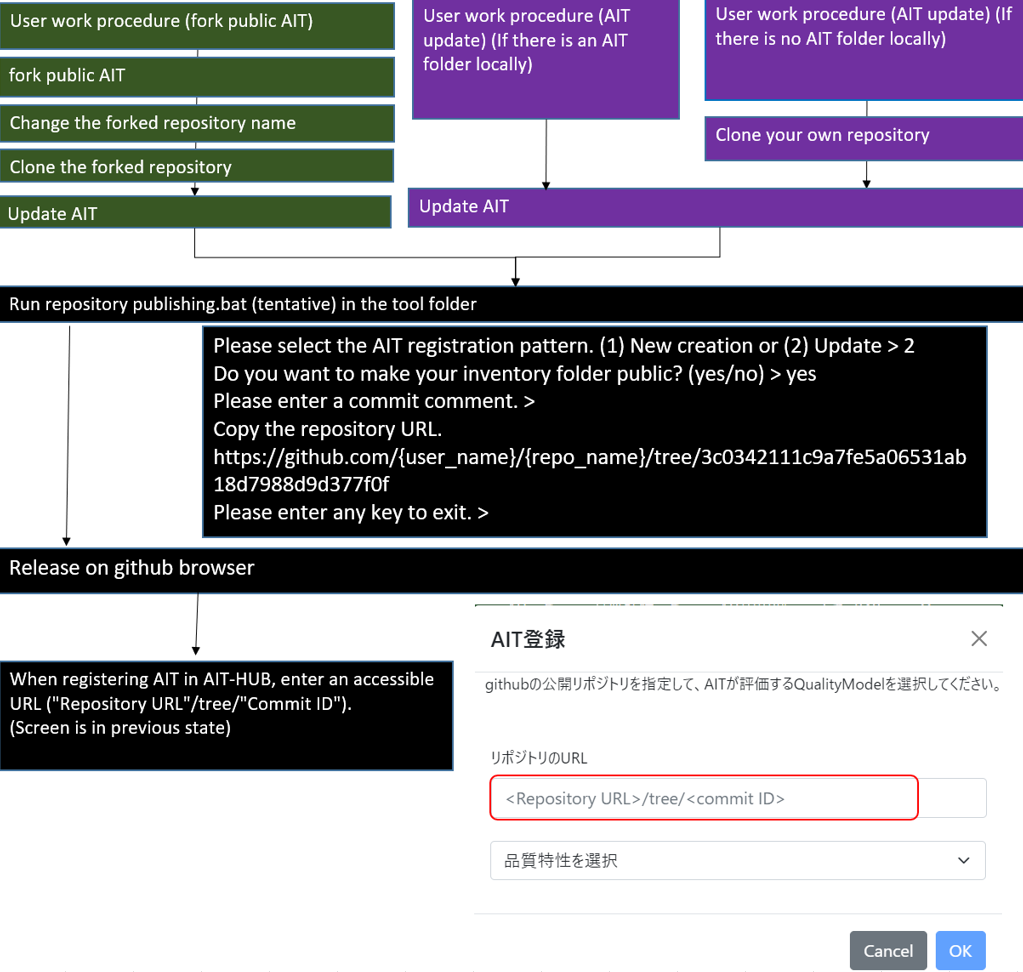 User work procedure (fork public AIT)
fork public AIT
Change the forked repository name
Clone the forked repository
Update AIT
User work procedure (AIT
update) (If there is an AIT
folder locally)
User work procedure (AIT update) (If
there is no AIT folder locally)
Clone your own repository
Update AIT
Run repository publishing.bat (tentative) in the tool folder
Please select the AIT registration pattern. (1) New creation or (2) Update > 2
Do you want to make your inventory folder public? (yes/no) > yes
Please enter a commit comment. >
Copy the repository URL.
https://github.com/{user_name}/{repo_name}/tree/3c0342111c9a7fe5a06531ab
18d7988d9d377f0f
Please enter any key to exit. >
Release on github browser
When registering AIT in AIT-HUB, enter an accessible
URL ("Repository URL"/tree/"Commit ID").
(Screen is in previous state)
AIT登録
githubの公開リポジトリを指定して、AITが評価するQualityModelを選択してください。
リポジトリのURL
<Repository URL>/tree/<commit ID>
品質特性を選択
Cancel
OK